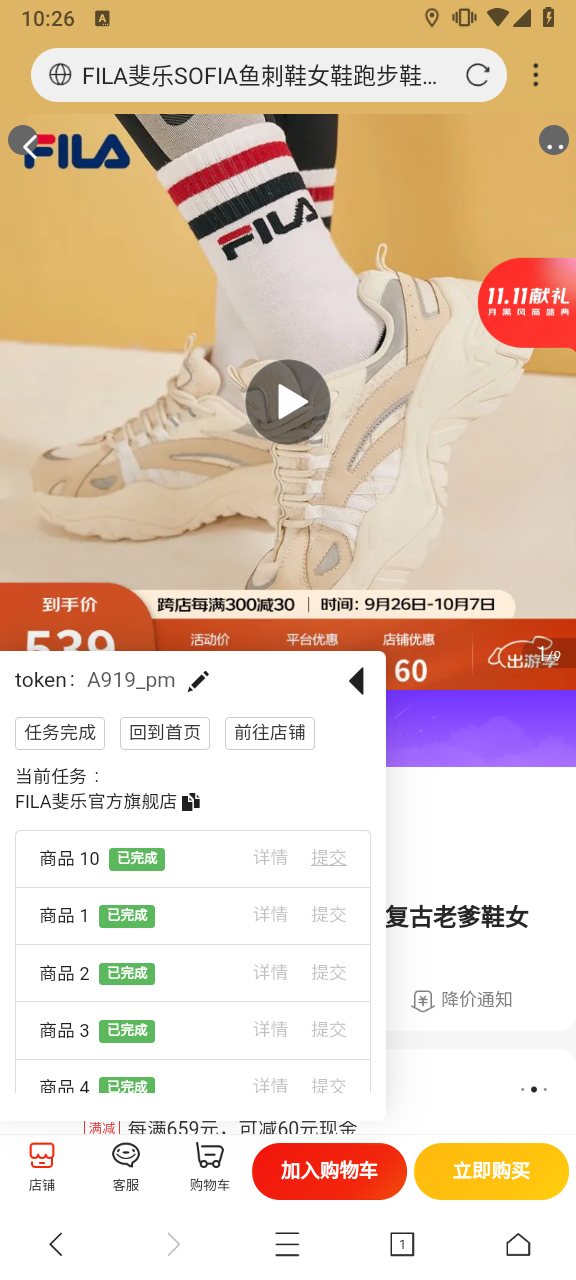 10:26
A
FILA斐乐SOFIA鱼刺鞋女鞋跑步鞋...
FILA
FILA
11.11献礼
月黑风高盛典
到手价
跨店每满300减30 | 时间：9月26日-10月7日
539
活动价 平台优惠 店铺优惠
60
出游季
1/9
token： A919_pm
任务完成 回到首页 前往店铺
当前任务：
FILA斐乐官方旗舰店
商品 10 已完成 详情 提交
商品 1 已完成 详情 提交
复古老爹鞋女
商品 2 已完成 详情 提交
降价通知
商品 3 已完成 详情 提交
商品 4 已完成 详情 提交
满减 每满659元，可减60元现金
店铺 客服 购物车 加入购物车 立即购买
1